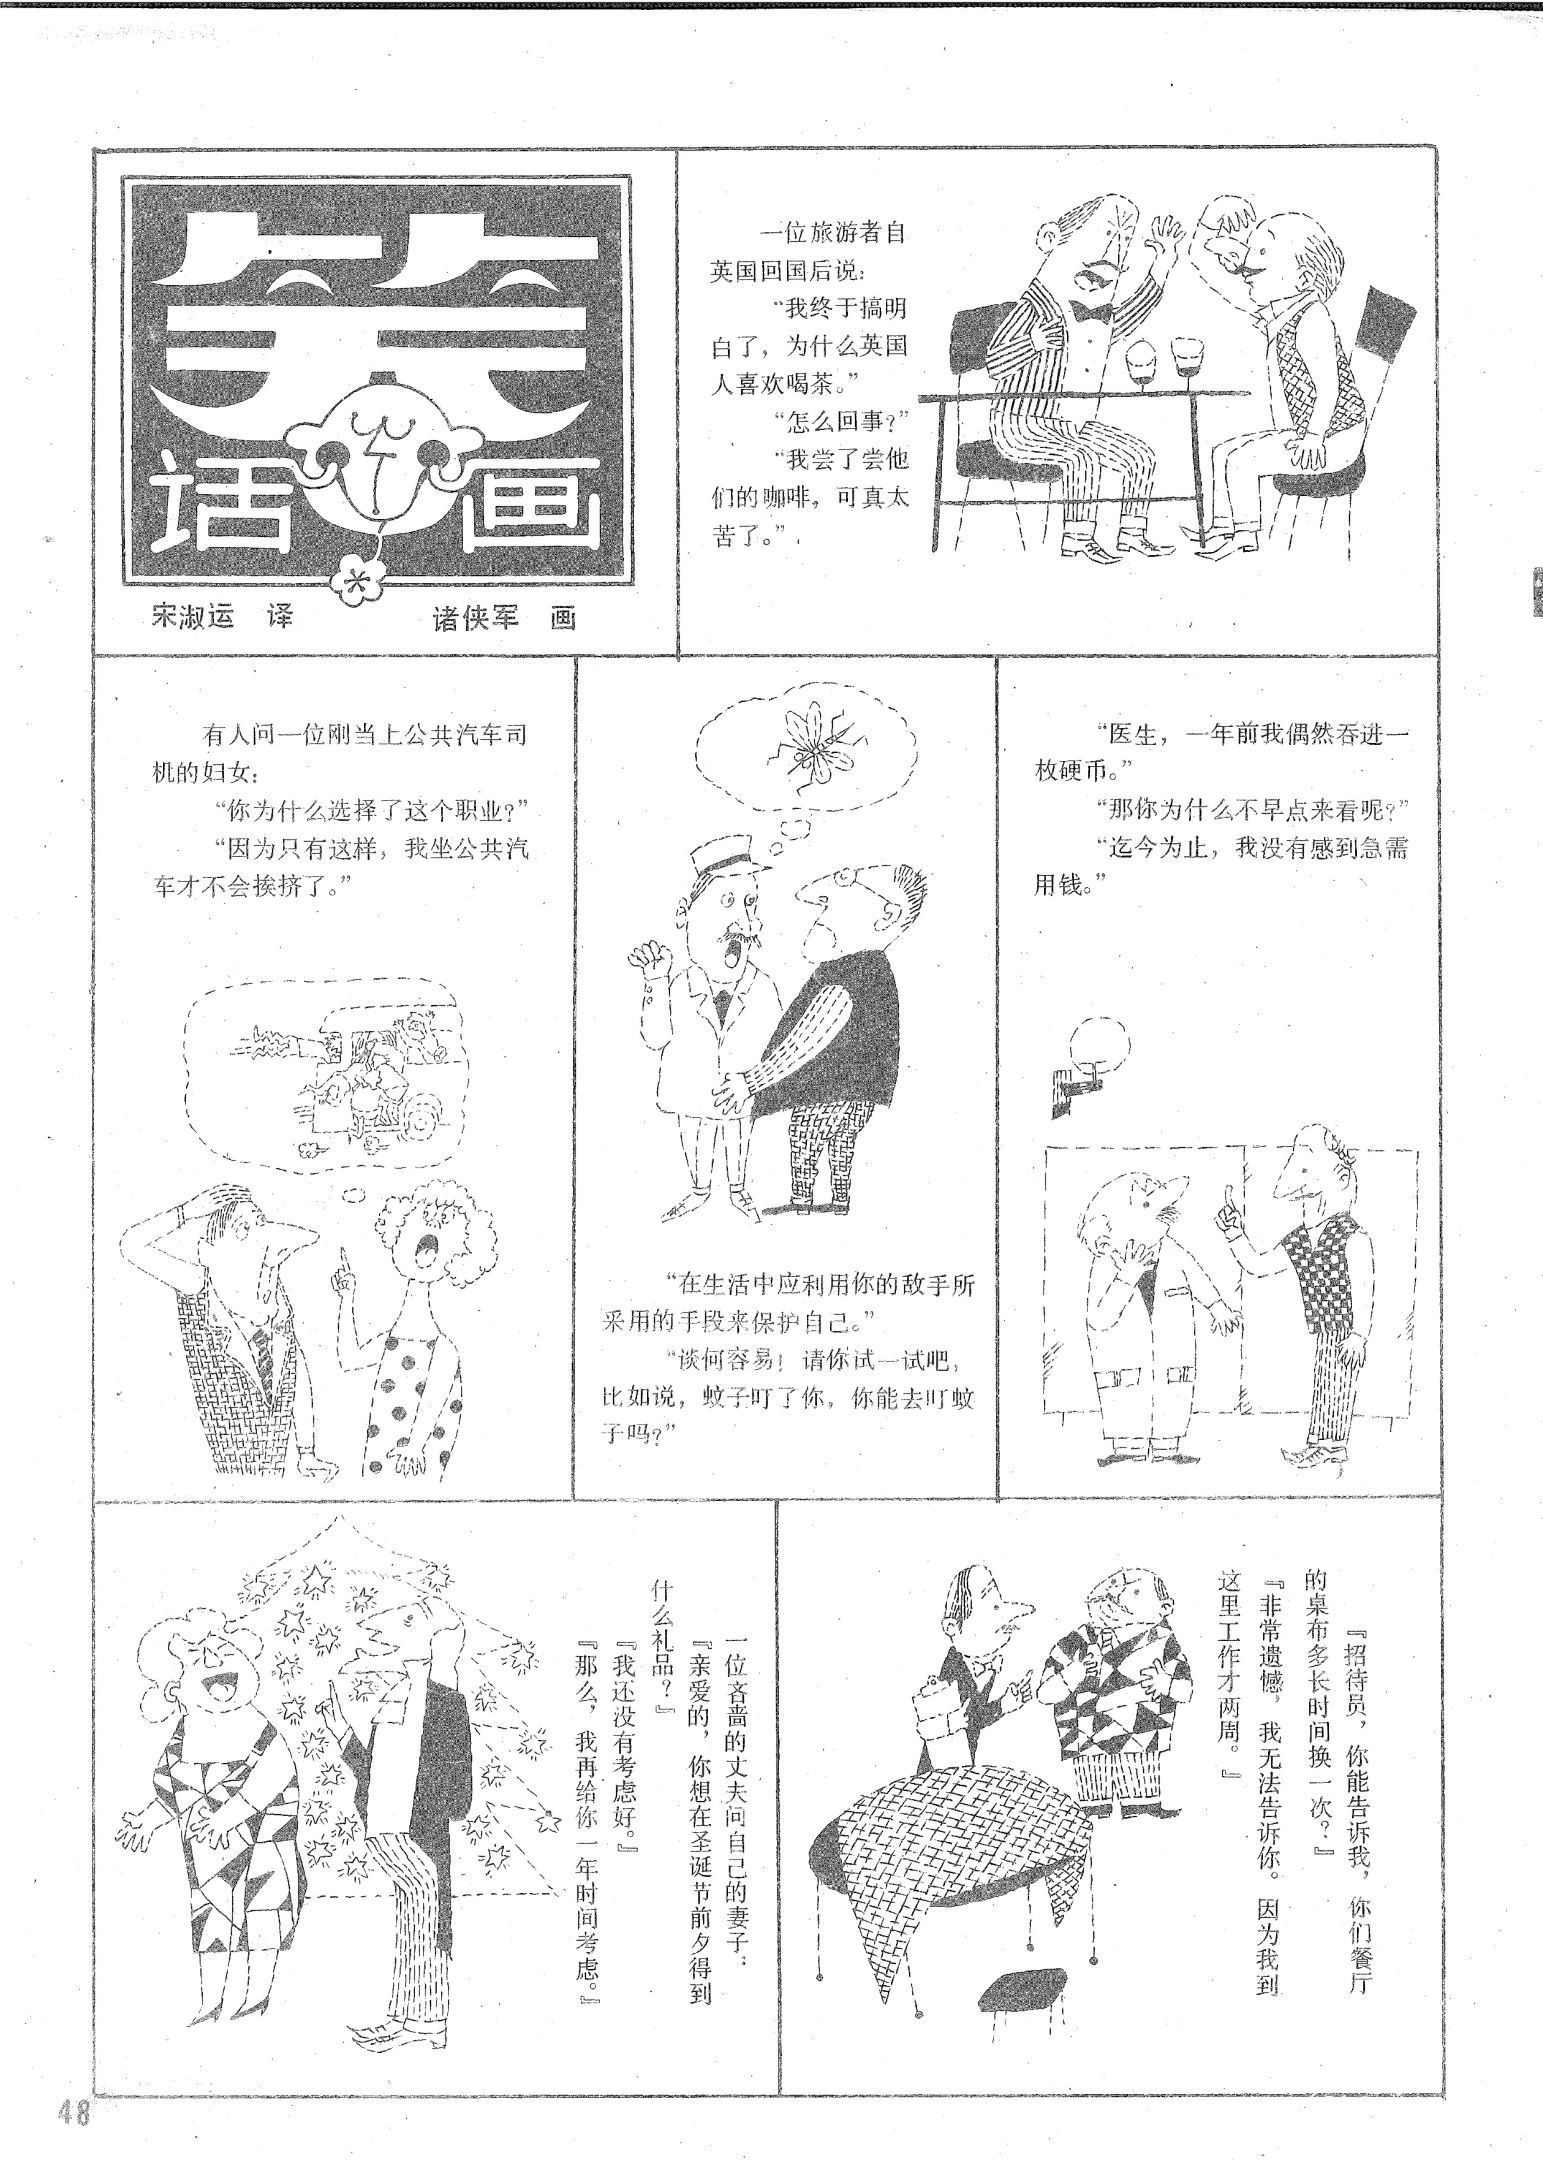 笑话画
宋淑运 译 诸侠军 画
一位旅游者自
英国回国后说：
“我终于搞明
白了，为什么英国
人喜欢喝茶。”
“怎么回事？”
“我尝了尝他
们的咖啡，可真太
苦了。”
有人问一位刚当上公共汽车司
机的妇女：
“你为什么选择了这个职业？”
“因为只有这样，我坐公共汽
车才不会挨挤了。”
“在生活中应利用你的敌手所
采用的手段来保护自己。”
“谈何容易！请你试一试吧，
比如说，蚊子叮了你，你能去叮蚊
子吗？”
“医生，一年前我偶然吞进一
枚硬币。”
“那你为什么不早点来看呢？”
“迄今为止，我没有感到急需
用钱。”
一位吝啬的丈夫问自己的妻子：
『亲爱的，你想在圣诞节前夕得到
什么礼品？』
『我还没有考虑好。』
『那么，我再给你一年时间考虑。』
『招待员，你能告诉我，你们餐厅
的桌布多长时间换一次？』
『非常遗憾，我无法告诉你。因为我到
这里工作才两周。』
48